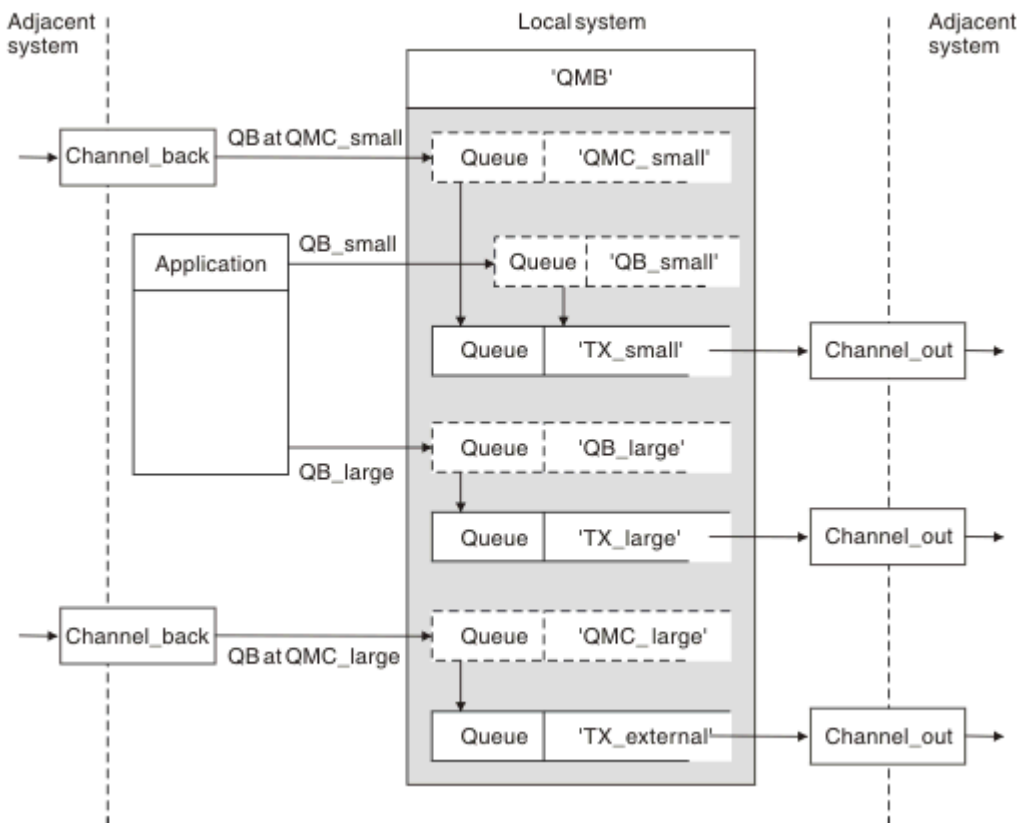 Adjacent
system
Local system
Adjacent
system
'QMB'
Channel_back
QB at QMC_small
Queue
'QMC_small'
Application
QB_small
Queue
'QB_small'
Queue
'TX_small'
Channel_out
QB_large
Queue
'QB_large'
Queue
'TX_large'
Channel_out
Channel_back
QB at QMC_large
Queue
'QMC_large'
Queue
'TX_external'
Channel_out